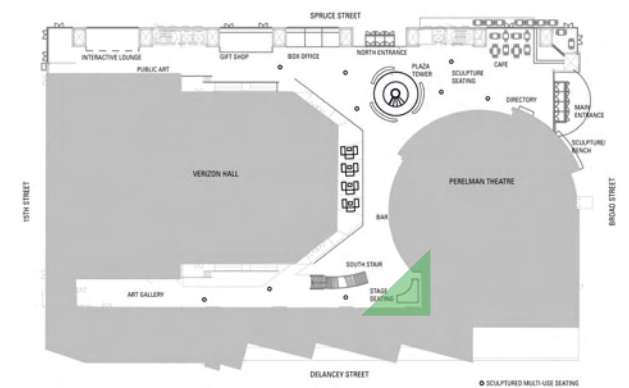 SPRUCE STREET
INTERACTIVE LOUNGE
GIFT SHOP
BOX OFFICE
NORTH ENTRANCE
CAFE
PUBLIC ART
PLAZA
TOWER
SCULPTURE
SEATING
DIRECTORY
MAIN
ENTRANCE
SCULPTURE/
BENCH
VERIZON HALL
PERELMAN THEATRE
15TH STREET
BROAD STREET
BAR
SOUTH STAIR
ART GALLERY
STAGE
SEATING
DELANCEY STREET
SCULPTURED MULTI-USE SEATING